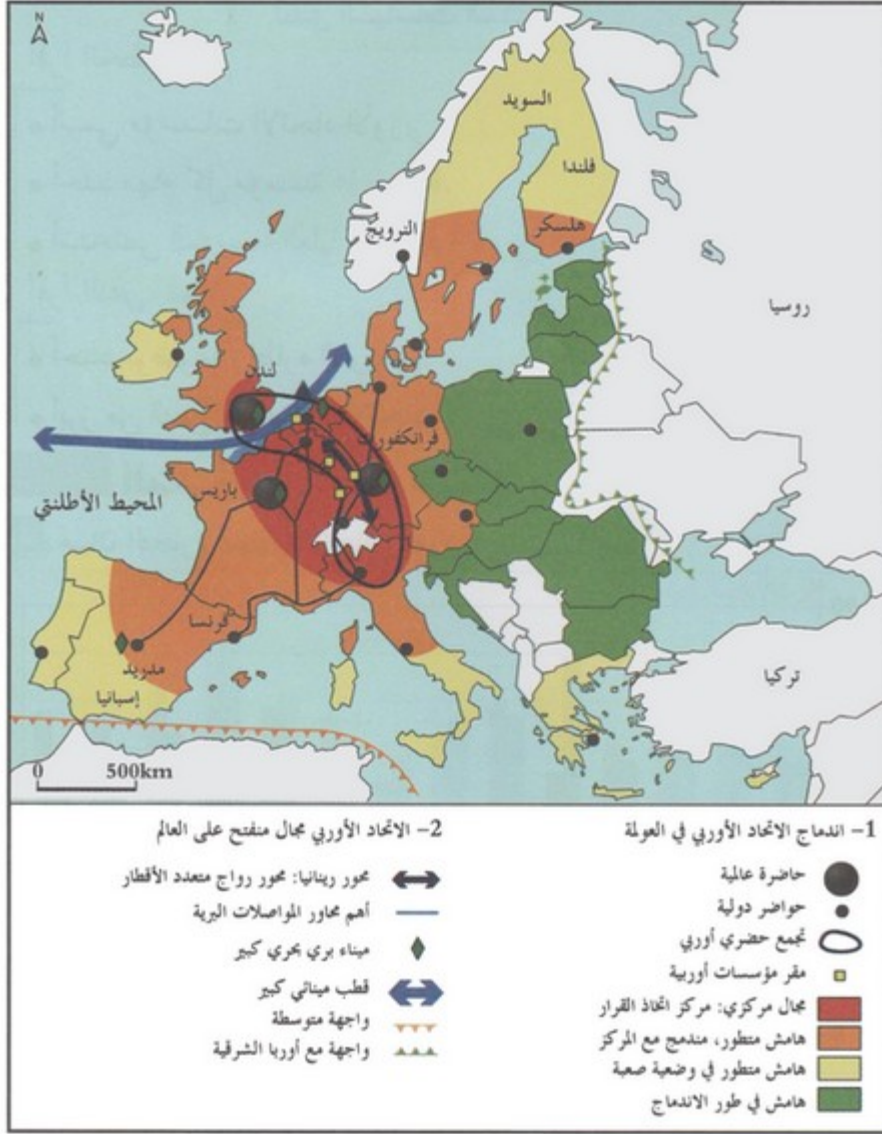 N
السويد
فلندا
هلسنكر
النرويج
روسيا
لندن
فرانكفورت
باريس
المحيط الأطلنتي
فرنسا
مدريد
إسبانيا
تركيا
0 500km
1- اندماج الاتحاد الأوربي في العولمة
حاضرة عالمية
حواضر دولية
تجمع حضري أوربي
مقر مؤسسات أوربية
مجال مركزي: مركز اتخاذ القرار
هامش متطور، مندمج مع المركز
هامش متطور في وضعية صعبة
هامش في طور الاندماج
2- الاتحاد الأوربي مجال منفتح على العالم
محور رينانيا: محور رواج متعدد الأقطار
أهم محاور المواصلات البرية
ميناء بري بحري كبير
قطب مينائي كبير
واجهة متوسطة
واجهة مع أوربا الشرقية